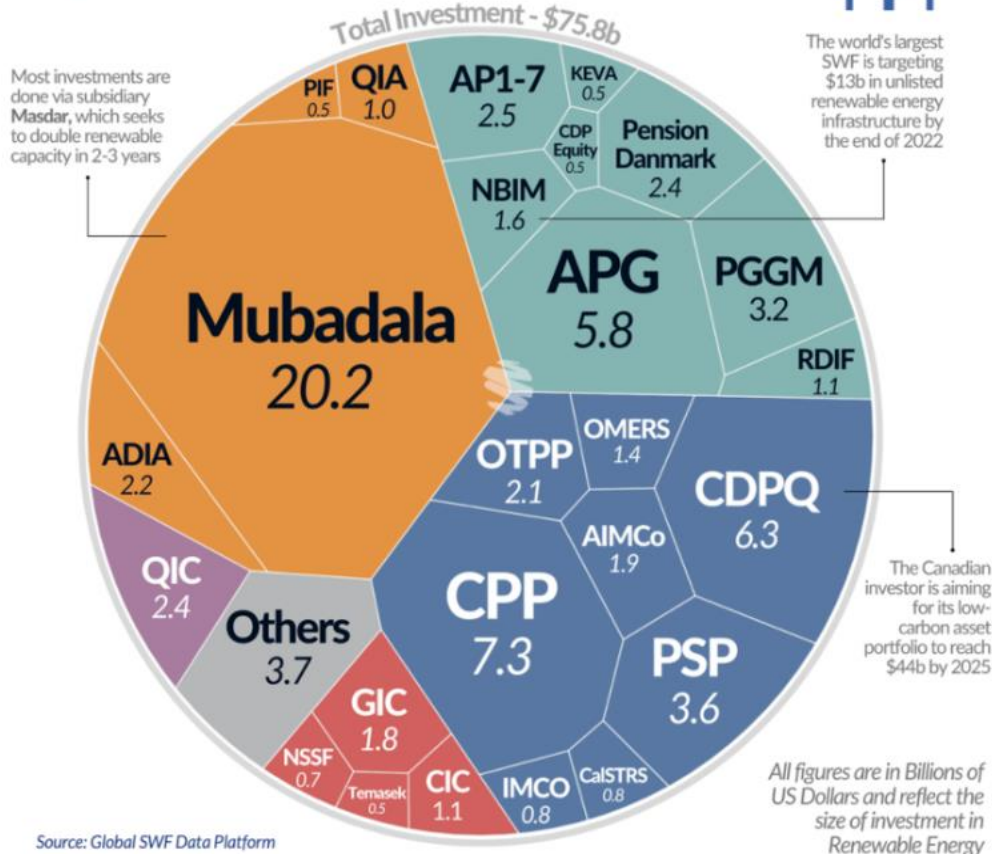 Total Investment - $75.8b
Most investments are
done via subsidiary
Masdar, which seeks
to double renewable
capacity in 2-3 years
The world's largest
SWF is targeting
$13b in unlisted
renewable energy
infrastructure by
the end of 2022
PIF
0.5
QIA
1.0
AP1-7
2.5
KEVA
0.5
CDP
Equity
0.5
Pension
Danmark
2.4
NBIM
1.6
APG
5.8
PGGM
3.2
RDIF
1.1
Mubadala
20.2
ADIA
2.2
OTPP
2.1
OMERS
1.4
CDPQ
6.3
AIMCo
1.9
QIC
2.4
Others
3.7
CPP
7.3
PSP
3.6
The Canadian
investor is aiming
for its low-
carbon asset
portfolio to reach
$44b by 2025
GIC
1.8
NSSF
0.7
Temasek
0.5
CIC
1.1
IMCO
0.8
CalSTRS
0.8
All figures are in Billions of
US Dollars and reflect the
size of investment in
Renewable Energy
Source: Global SWF Data Platform